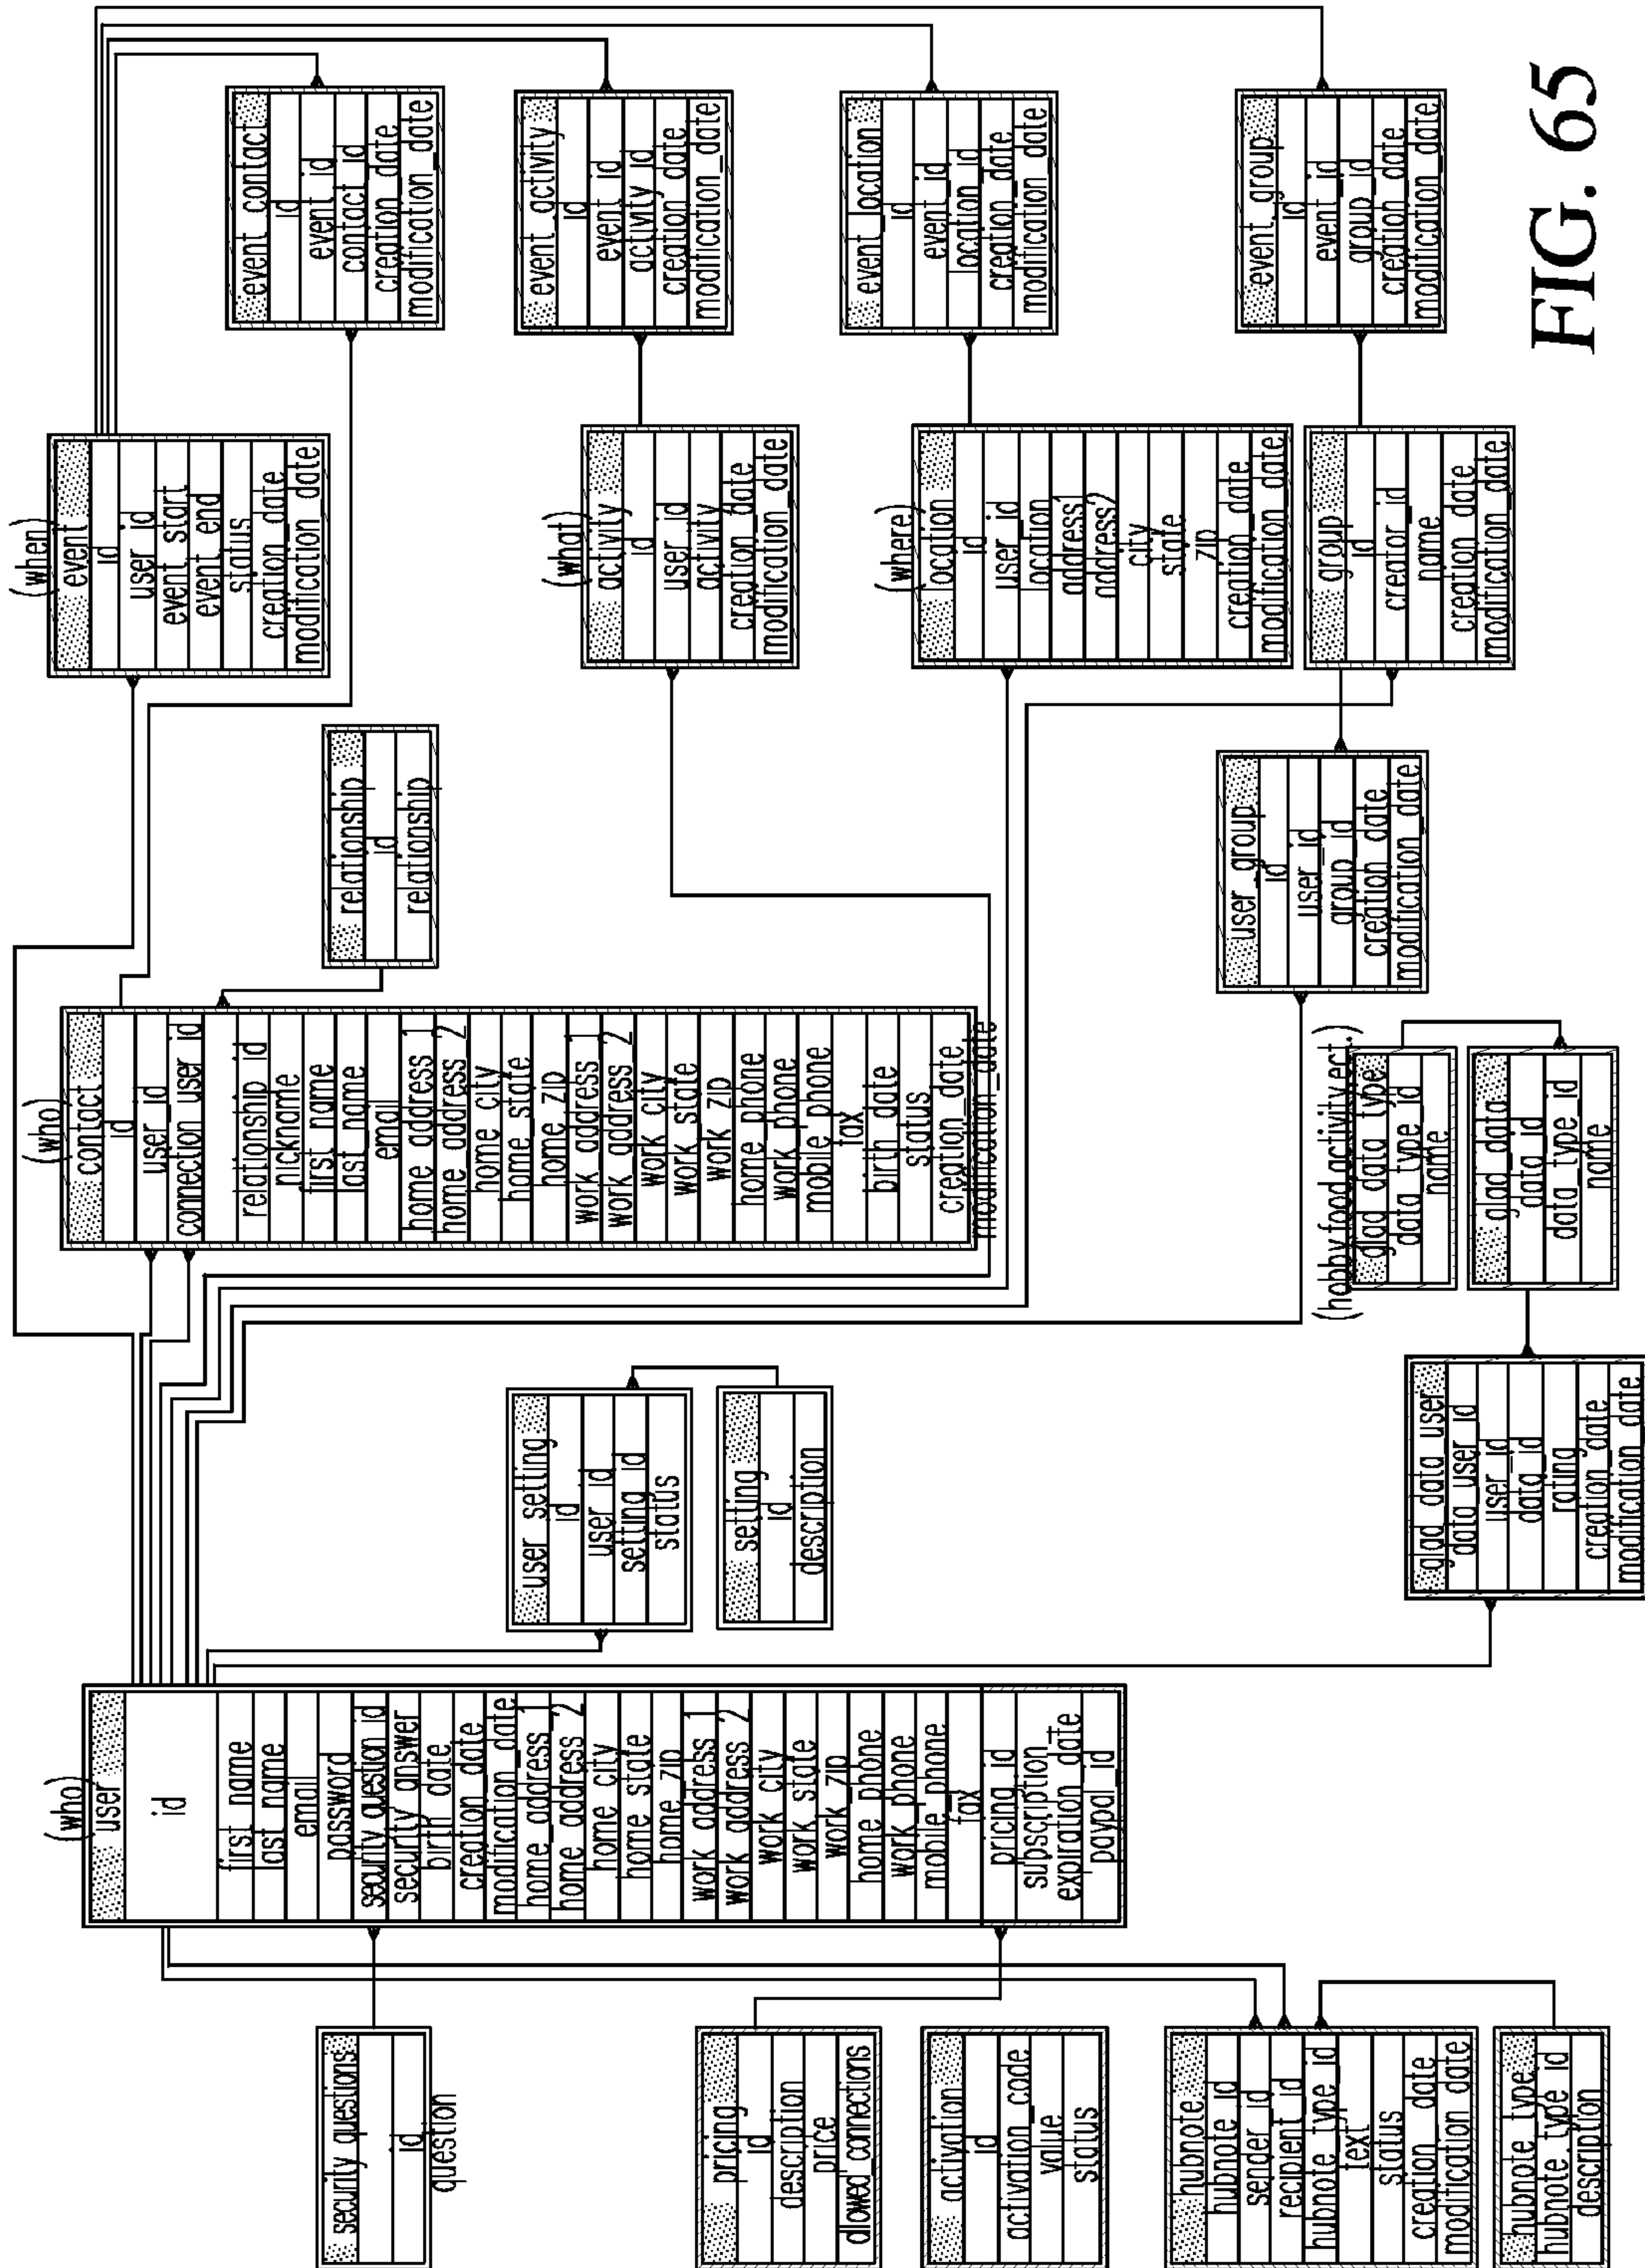 security questions
id
question
pricing
id
description
price
allowed_connections
activation
id
activation_code
value
status
hubnote
hubnote_id
sender_id
recipient_id
hubnote_type_id
text
status
creation_date
modification_date
hubnote_type
hubnote_type_id
description
(who)
user
id
first_name
last_name
email
password
security_question_id
security_answer
birth_date
creation_date
modification_date
home_address_1
home_address_2
home_city
home_state
home_zip
work_address_1
work_address_2
work_city
work_state
work_zip
home_phone
work_phone
mobile_phone
fax
pricing_id
subscription_
expiration_date
paypal_id
user_setting
id
user_id
setting_id
status
setting
id
description
glad_data_user
data_user_id
user_id
data_id
rating
creation_date
modification_date
(who)
contact
id
user_id
connection_user_id
relationship_id
nickname
first_name
last_name
email
home_address_1
home_address_2
home_city
home_state
home_zip
work_address_1
work_address_2
work_city
work_state
work_zip
home_phone
work_phone
mobile_phone
fax
birth_date
status
creation_date
modification_date
(hobby,food,activity,ect.)
glad_data_type
data_type_id
name
glad_data
data_id
data_type_id
name
relationship
id
relationship
user_group
id
user_id
group_id
creation_date
modification_date
(when)
event
id
user_id
event_start
event_end
status
creation_date
modification_date
(what)
activity
id
user_id
activity
creation_date
modification_date
(where)
location
id
user_id
location
address1
address2
city
state
zip
creation_date
modification_date
group
id
creator_id
name
creation_date
modification_date
event_contact
id
event_id
contact_id
creation_date
modification_date
event_activity
id
event_id
activity_id
creation_date
modification_date
event_location
id
event_id
location_id
creation_date
modification_date
event_group
id
event_id
group_id
creation_date
modification_date
FIG. 65